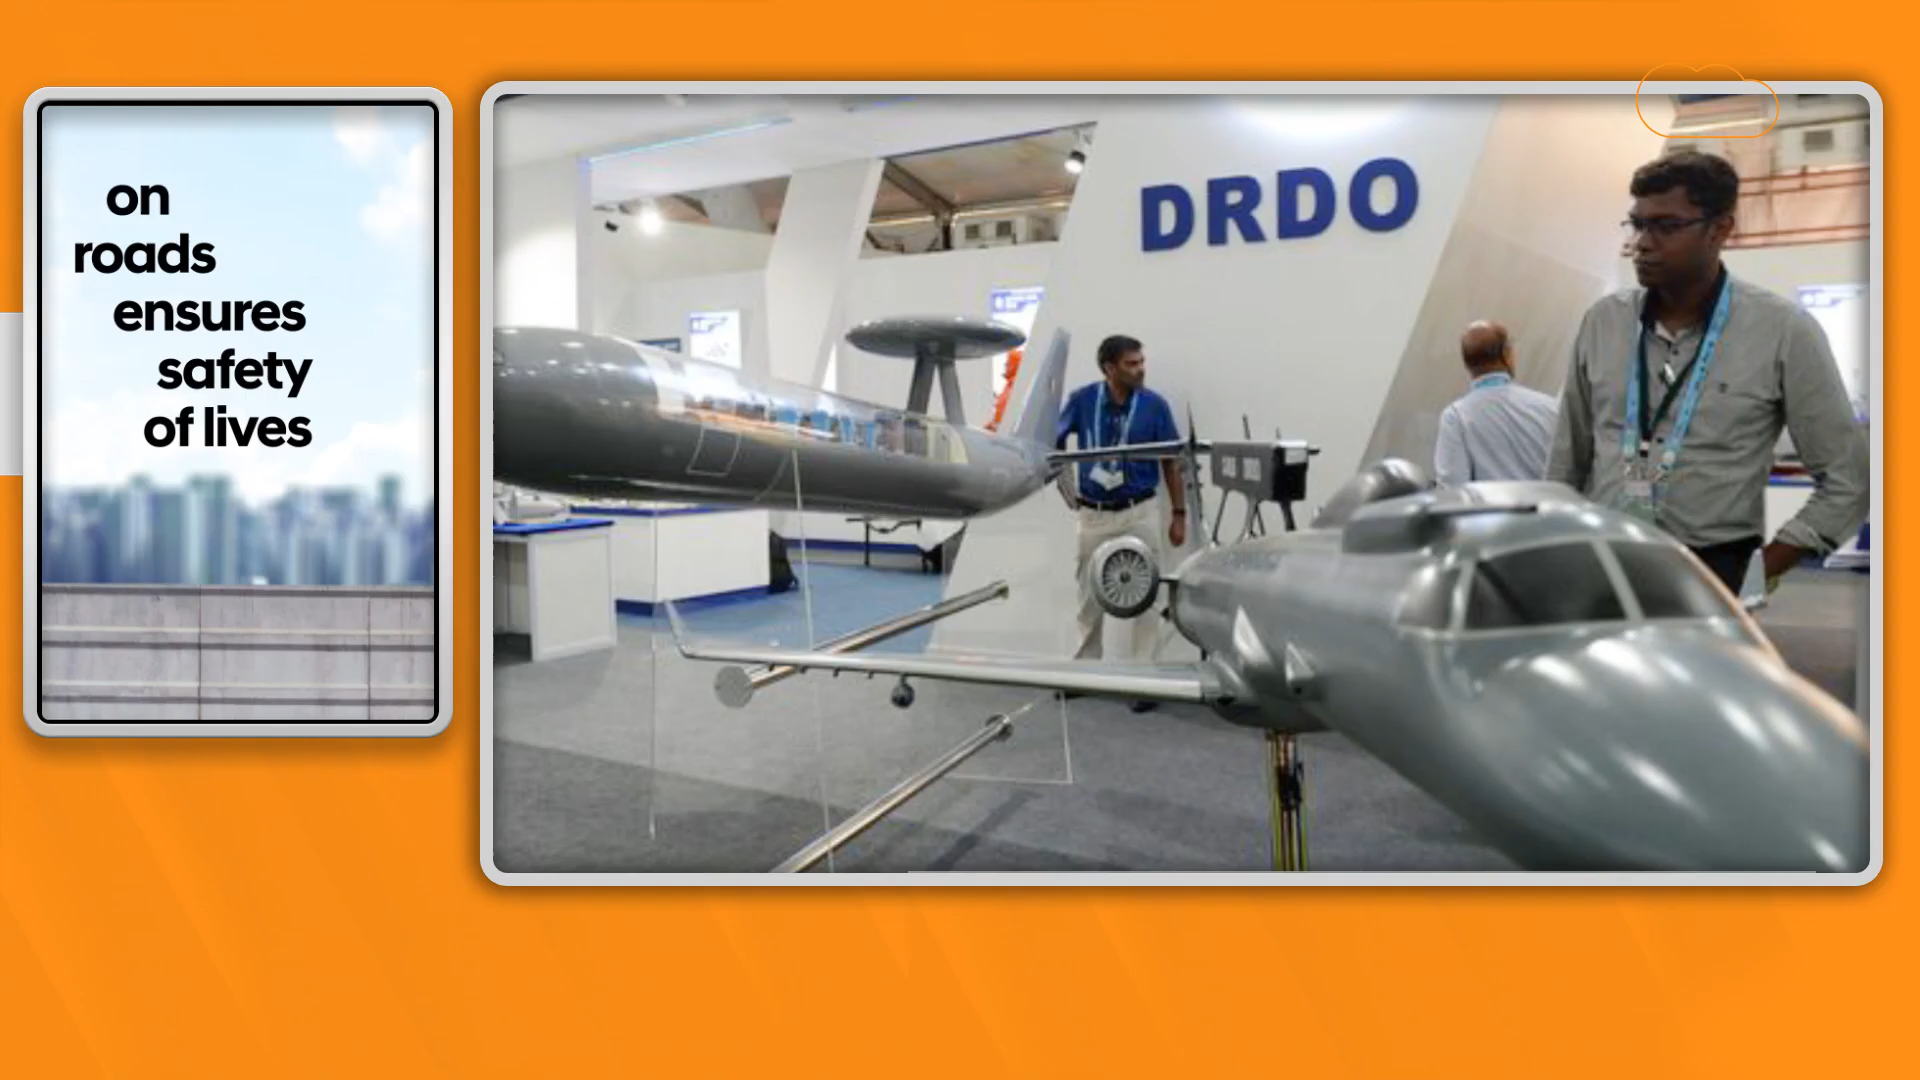 on
roads
ensures
safety
of lives
DRDO